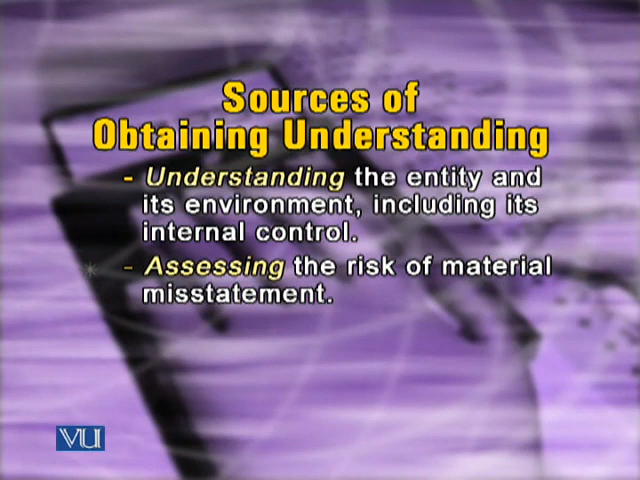 Sources of
Obtaining Understanding
- Understanding the entity and
its environment, including its
internal control.
- Assessing the risk of material
misstatement.
VU